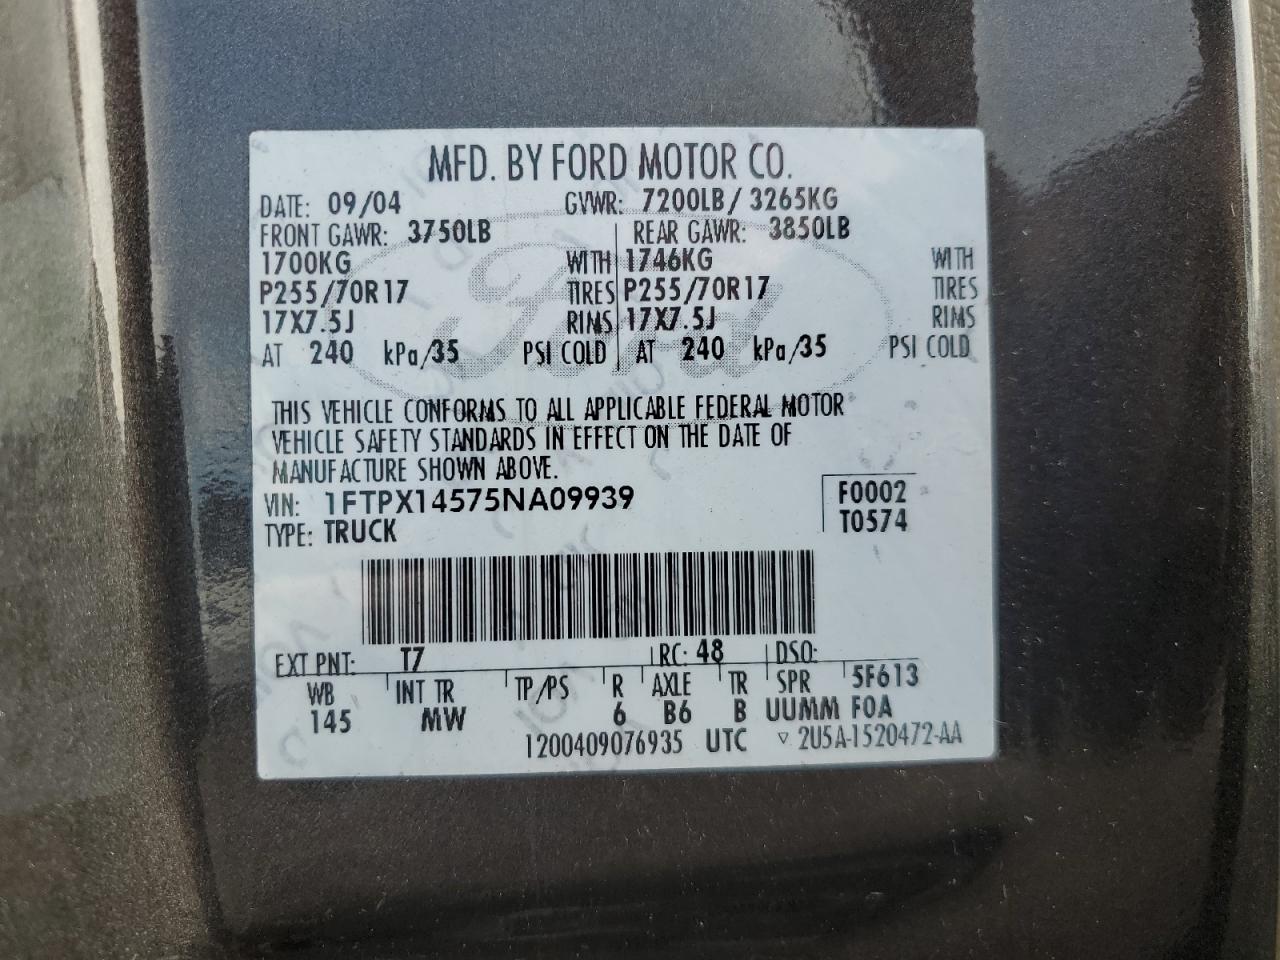 MFD. BY FORD MOTOR CO.
DATE: 09/04 GVWR: 7200LB/ 3265KG
FRONT GAWR: 3750LB REAR GAWR: 3850LB
1700KG WITH 1746KG WITH
P255/70R17 TIRES P255/70R17 TIRES
17X7.5J RIMS 17X7.5J RIMS
AT 240 kPa/35 PSI COLD AT 240 kPa/35 PSI COLD
THIS VEHICLE CONFORMS TO ALL APPLICABLE FEDERAL MOTOR
VEHICLE SAFETY STANDARDS IN EFFECT ON THE DATE OF
MANUFACTURE SHOWN ABOVE.
VIN: 1FTPX14575NA09939 F0002
TYPE: TRUCK T0574
EXT PNT: T7 RC: 48 DSO:
WB INT TR TP/PS R AXLE TR SPR 5F613
145 MW 6 B6 B UUMM FOA
1200409076935 UTC ▽ 2U5A-1520472-AA
Ford